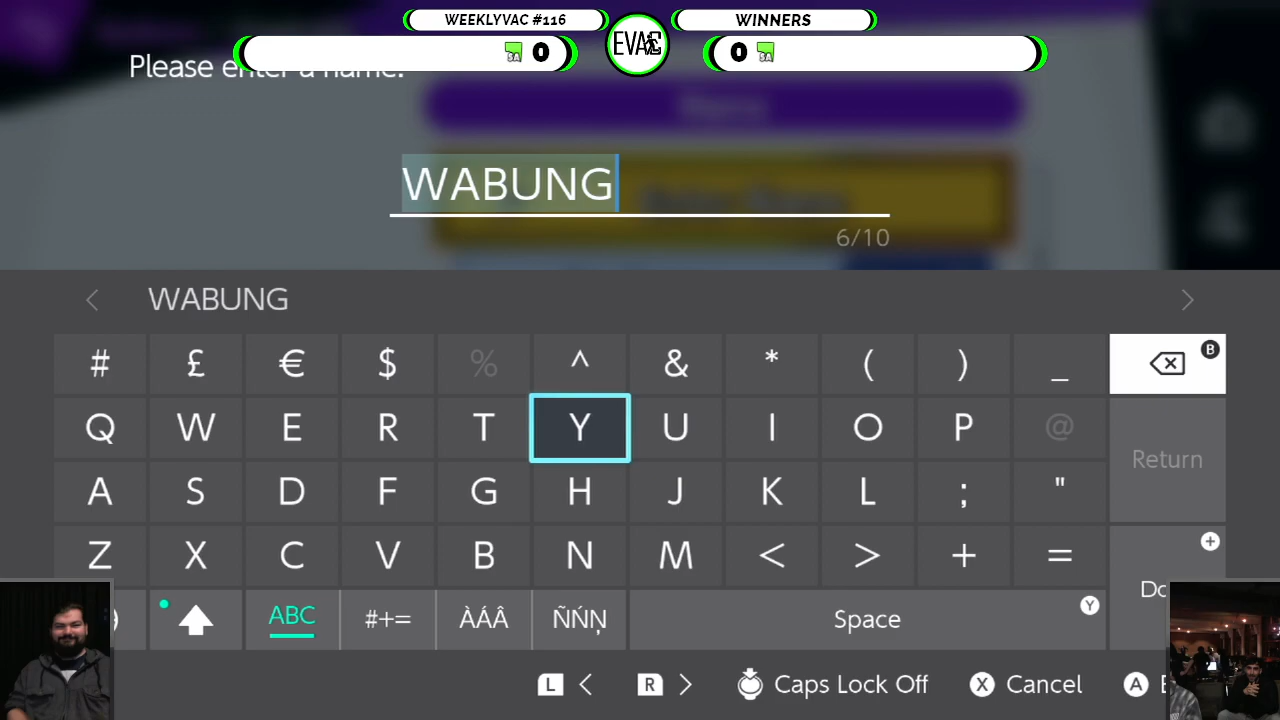 WEEKLYVAC #116
WINNERS
0
EVAC
0
Please enter a name.
WABUNG
6/10
WABUNG
# £ € $ % ^ & * ( ) _ B
Q W E R T Y U I O P @
Return
A S D F G H J K L ; "
Z X C V B N M < > + = +
ABC #+= ÀÁÂ ÑŃŅ Space Y
L < R > Caps Lock Off X Cancel A